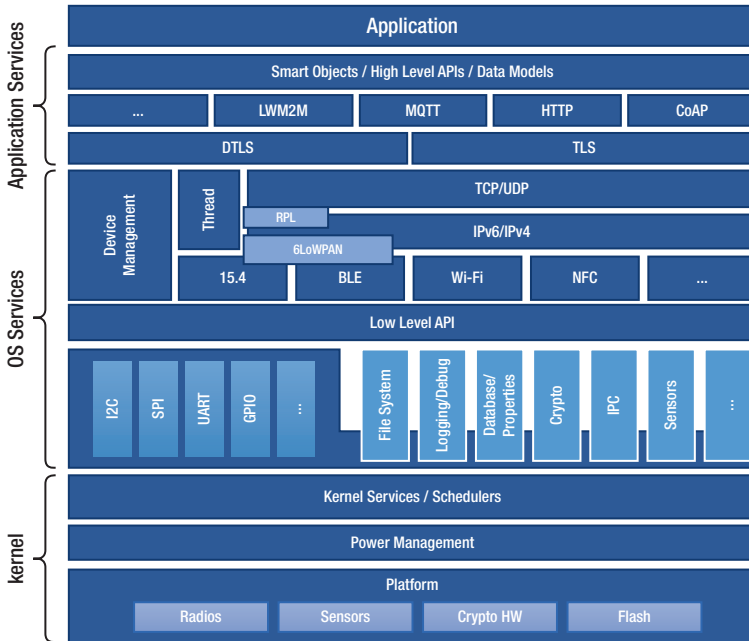 Application Services
OS Services
kernel
Application
Smart Objects / High Level APIs / Data Models
...
LWM2M
MQTT
HTTP
CoAP
DTLS
TLS
Device
Management
Thread
TCP/UDP
RPL
IPv6/IPv4
6LoWPAN
15.4
BLE
Wi-Fi
NFC
...
Low Level API
I2C
SPI
UART
GPIO
...
File System
Logging/Debug
Database/
Properties
Crypto
IPC
Sensors
...
Kernel Services / Schedulers
Power Management
Platform
Radios
Sensors
Crypto HW
Flash